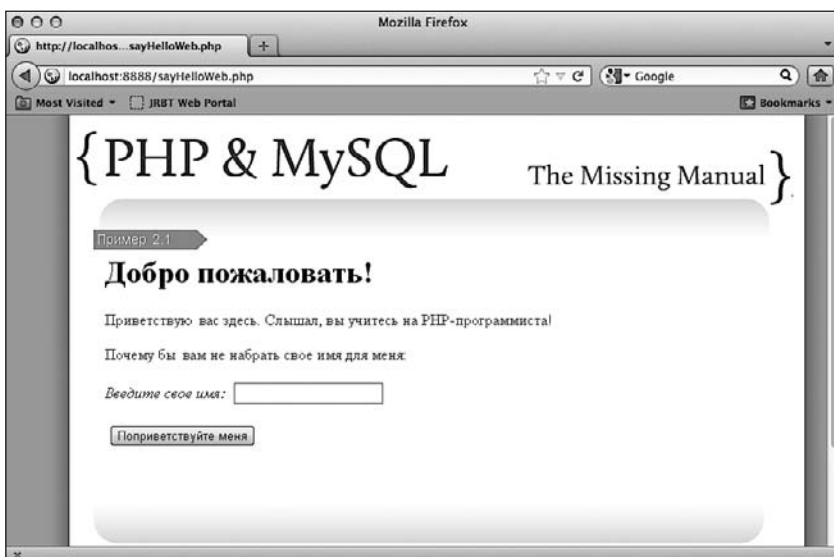 Mozilla Firefox
http://localhos...sayHelloWeb.php
localhost:8888/sayHelloWeb.php
Google
Most Visited
JRBT Web Portal
Bookmarks
{PHP & MySQL
The Missing Manual}
Пример 2.1
Добро пожаловать!
Приветствую вас здесь. Слышал, вы учитесь на PHP-программиста!
Почему бы вам не набрать свое имя для меня:
Введите свое имя:
Поприветствуйте меня